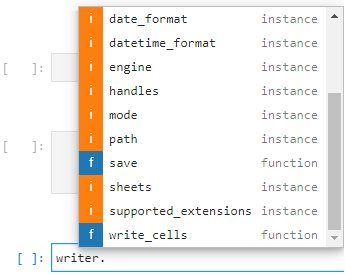 i date_format instance
i datetime_format instance
[ ]: i engine instance
i handles instance
i mode instance
[ ]: i path instance
f save function
i sheets instance
i supported_extensions instance
f write_cells function
[ ]: writer.